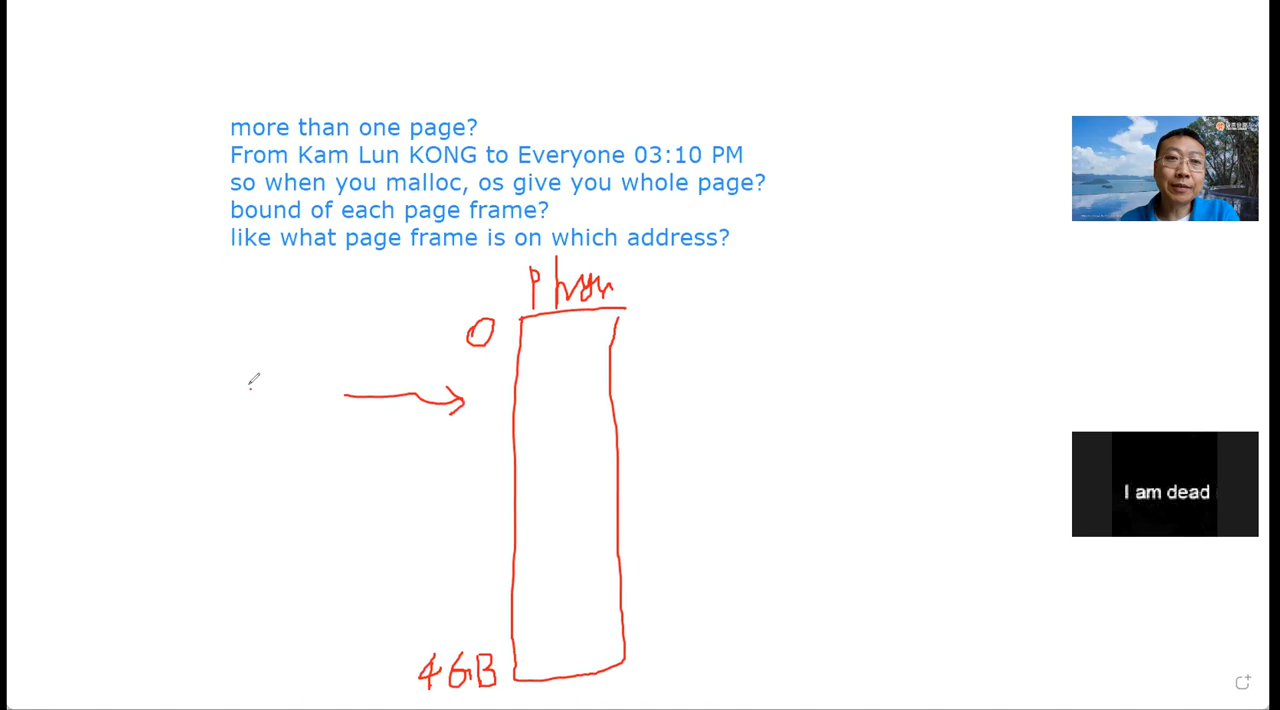 more than one page?
From Kam Lun KONG to Everyone 03:10 PM
so when you malloc, os give you whole page?
bound of each page frame?
like what page frame is on which address?
0
4GB
I am dead